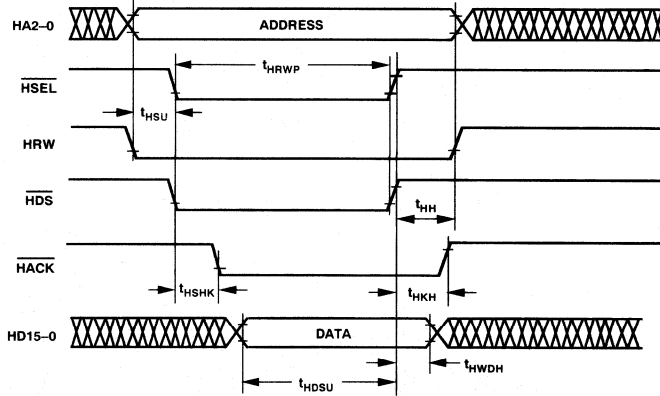 HA2–0 ADDRESS
HSEL tHRWP
tHSU
HRW
HDS
tHH
HACK
tHSHK tHKH
HD15–0 DATA
tHWDH
tHDSU